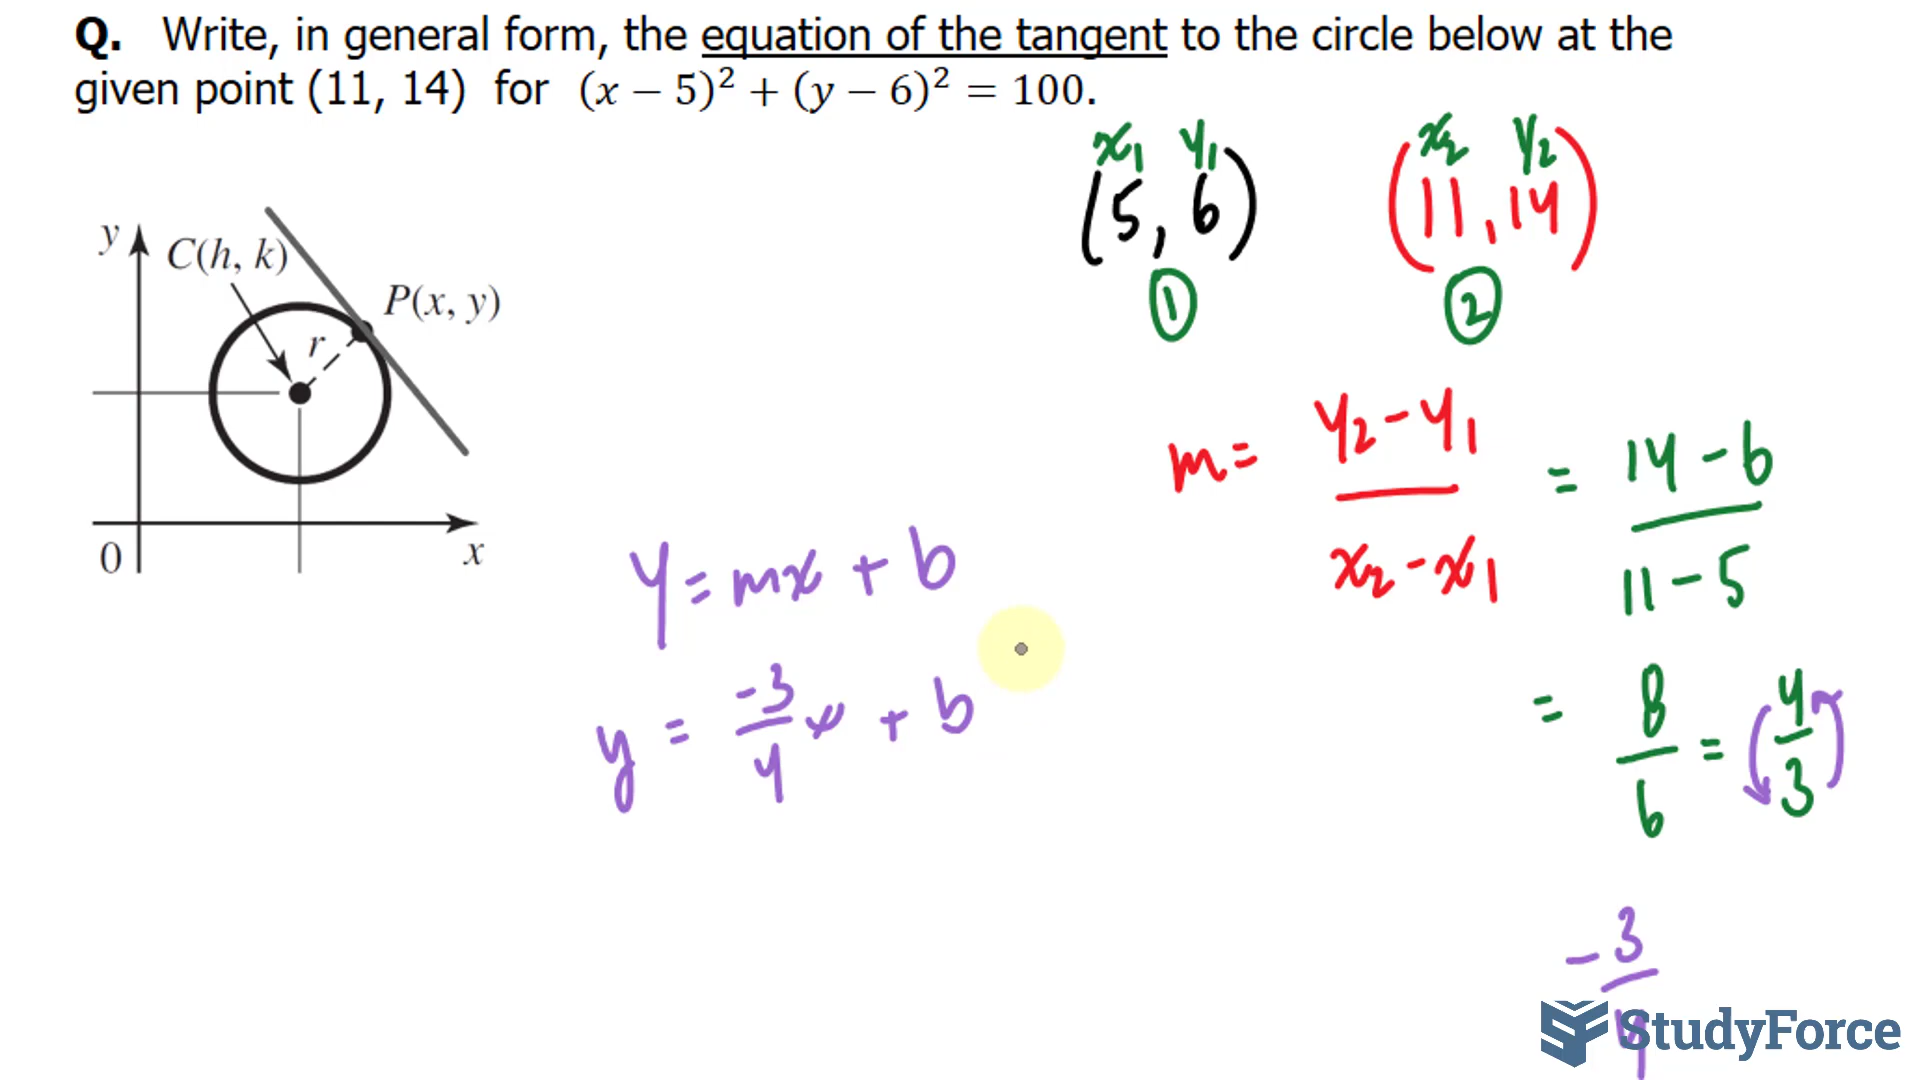 Q. Write, in general form, the equation of the tangent to the circle below at the
given point (11, 14) for (x − 5)² + (y − 6)² = 100.
x₁ y₁ x₂ y₂
(5, 6) (11, 14)
① ②
y C(h, k)
P(x, y)
r
0 x
m = y₂ − y₁ / x₂ − x₁ = 14 − 6 / 11 − 5
= 8/6 = (4/3)
-3/4
y = mx + b
y = -3/4 x + b
StudyForce